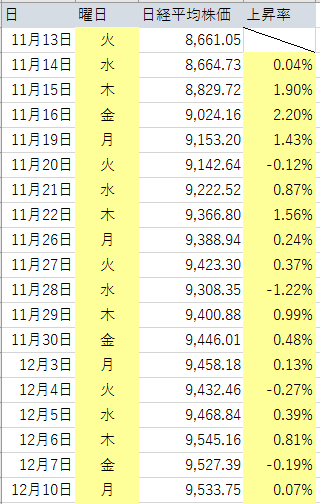 日 曜日 日経平均株価 上昇率
11月13日 火 8,661.05
11月14日 水 8,664.73 0.04%
11月15日 木 8,829.72 1.90%
11月16日 金 9,024.16 2.20%
11月19日 月 9,153.20 1.43%
11月20日 火 9,142.64 -0.12%
11月21日 水 9,222.52 0.87%
11月22日 木 9,366.80 1.56%
11月26日 月 9,388.94 0.24%
11月27日 火 9,423.30 0.37%
11月28日 水 9,308.35 -1.22%
11月29日 木 9,400.88 0.99%
11月30日 金 9,446.01 0.48%
12月3日 月 9,458.18 0.13%
12月4日 火 9,432.46 -0.27%
12月5日 水 9,468.84 0.39%
12月6日 木 9,545.16 0.81%
12月7日 金 9,527.39 -0.19%
12月10日 月 9,533.75 0.07%